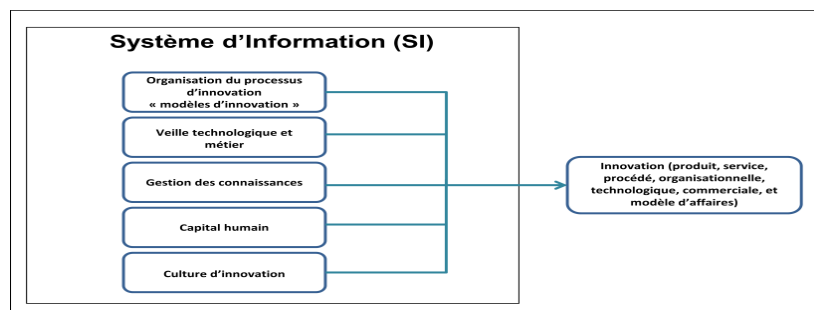 Système d’Information (SI)
Organisation du processus
d’innovation
« modèles d’innovation »
Veille technologique et
métier
Gestion des connaissances
Capital humain
Culture d’innovation
Innovation (produit, service,
procédé, organisationnelle,
technologique, commerciale, et
modèle d’affaires)